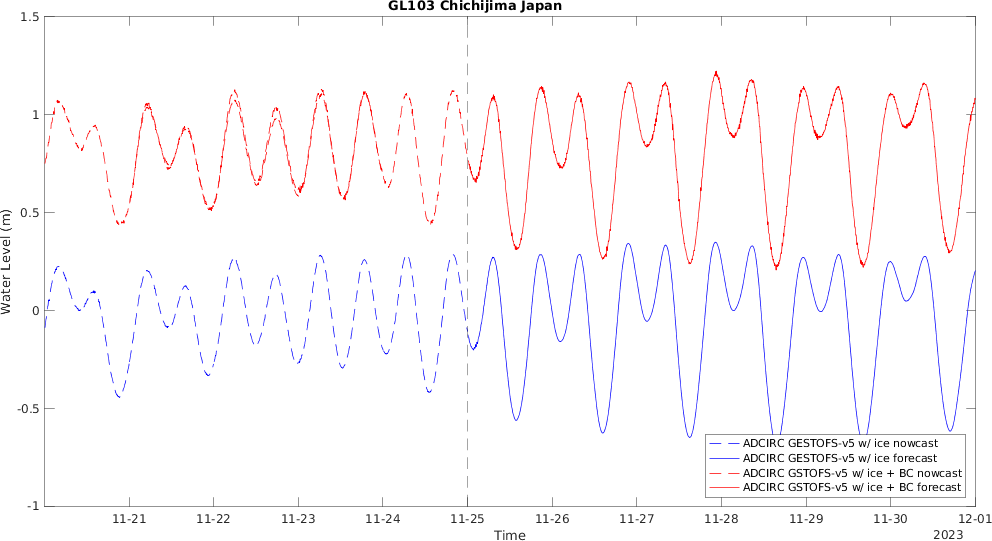 GL103 Chichijima Japan
1.5
1
0.5
0
-0.5
-1
Water Level (m)
ADCIRC GESTOFS-v5 w/ ice nowcast
ADCIRC GESTOFS-v5 w/ ice forecast
ADCIRC GSTOFS-v5 w/ ice + BC nowcast
ADCIRC GSTOFS-v5 w/ ice + BC forecast
11-21 11-22 11-23 11-24 11-25 11-26 11-27 11-28 11-29 11-30 12-01
Time
2023